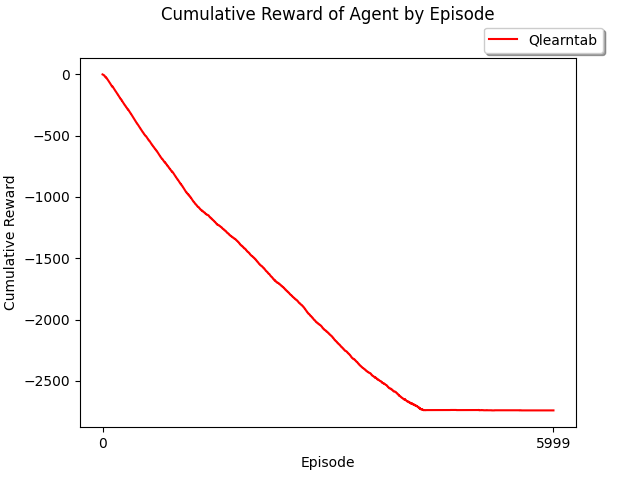 Cumulative Reward of Agent by Episode
Qlearntab
0
−500
−1000
−1500
−2000
−2500
Cumulative Reward
0 5999
Episode